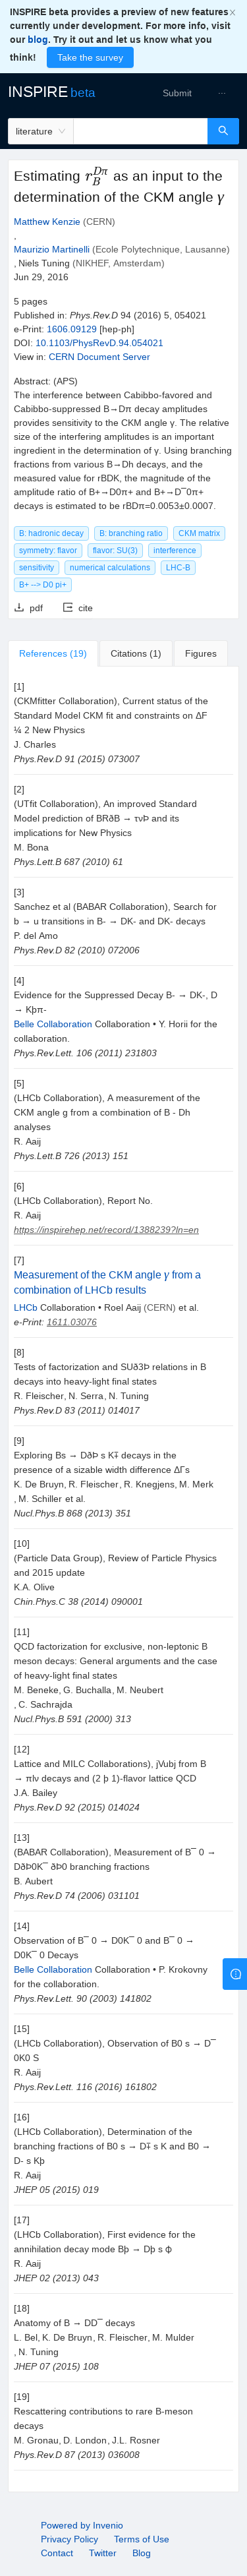 INSPIRE beta provides a preview of new features
currently under development. For more info, visit
our blog. Try it out and let us know what you
think! Take the survey
×
INSPIRE beta
Submit ...
literature
Estimating r_B^{Dπ} as an input to the
determination of the CKM angle γ
Matthew Kenzie (CERN)
,
Maurizio Martinelli (Ecole Polytechnique, Lausanne)
, Niels Tuning (NIKHEF, Amsterdam)
Jun 29, 2016
5 pages
Published in: Phys.Rev.D 94 (2016) 5, 054021
e-Print: 1606.09129 [hep-ph]
DOI: 10.1103/PhysRevD.94.054021
View in: CERN Document Server
Abstract: (APS)
The interference between Cabibbo-favored and
Cabibbo-suppressed B→Dπ decay amplitudes
provides sensitivity to the CKM angle γ. The relative
size of the interfering amplitudes is an important
ingredient in the determination of γ. Using branching
fractions from various B→Dh decays, and the
measured value for rBDK, the magnitude of the
amplitude ratio of B+→D0π+ and B+→D¯0π+
decays is estimated to be rBDπ=0.0053±0.0007.
B: hadronic decay
B: branching ratio
CKM matrix
symmetry: flavor
flavor: SU(3)
interference
sensitivity
numerical calculations
LHC-B
B+ --> D0 pi+
pdf cite
References (19) Citations (1) Figures
[1]
(CKMfitter Collaboration), Current status of the
Standard Model CKM fit and constraints on ΔF
¼ 2 New Physics
J. Charles
Phys.Rev.D 91 (2015) 073007
[2]
(UTfit Collaboration), An improved Standard
Model prediction of BRðB → τνÞ and its
implications for New Physics
M. Bona
Phys.Lett.B 687 (2010) 61
[3]
Sanchez et al (BABAR Collaboration), Search for
b → u transitions in B- → DK- and DK- decays
P. del Amo
Phys.Rev.D 82 (2010) 072006
[4]
Evidence for the Suppressed Decay B- → DK-, D
→ Kþπ-
Belle Collaboration Collaboration • Y. Horii for the
collaboration.
Phys.Rev.Lett. 106 (2011) 231803
[5]
(LHCb Collaboration), A measurement of the
CKM angle g from a combination of B - Dh
analyses
R. Aaij
Phys.Lett.B 726 (2013) 151
[6]
(LHCb Collaboration), Report No.
R. Aaij
https://inspirehep.net/record/1388239?ln=en
[7]
Measurement of the CKM angle γ from a
combination of LHCb results
LHCb Collaboration • Roel Aaij (CERN) et al.
e-Print: 1611.03076
[8]
Tests of factorization and SUð3Þ relations in B
decays into heavy-light final states
R. Fleischer, N. Serra, N. Tuning
Phys.Rev.D 83 (2011) 014017
[9]
Exploring Bs → DðÞ s K∓ decays in the
presence of a sizable width difference ΔΓs
K. De Bruyn, R. Fleischer, R. Knegjens, M. Merk
, M. Schiller et al.
Nucl.Phys.B 868 (2013) 351
[10]
(Particle Data Group), Review of Particle Physics
and 2015 update
K.A. Olive
Chin.Phys.C 38 (2014) 090001
[11]
QCD factorization for exclusive, non-leptonic B
meson decays: General arguments and the case
of heavy-light final states
M. Beneke, G. Buchalla, M. Neubert
, C. Sachrajda
Nucl.Phys.B 591 (2000) 313
[12]
Lattice and MILC Collaborations), jVubj from B
→ πlν decays and (2 þ 1)-flavor lattice QCD
J.A. Bailey
Phys.Rev.D 92 (2015) 014024
[13]
(BABAR Collaboration), Measurement of B¯ 0 →
DðÞ0K¯ ðÞ0 branching fractions
B. Aubert
Phys.Rev.D 74 (2006) 031101
[14]
Observation of B¯ 0 → D0K¯ 0 and B¯ 0 →
D0K¯ 0 Decays
Belle Collaboration Collaboration • P. Krokovny
for the collaboration.
Phys.Rev.Lett. 90 (2003) 141802
[15]
(LHCb Collaboration), Observation of B0 s → D¯
0K0 S
R. Aaij
Phys.Rev.Lett. 116 (2016) 161802
[16]
(LHCb Collaboration), Determination of the
branching fractions of B0 s → D∓ s K and B0 →
D- s Kþ
R. Aaij
JHEP 05 (2015) 019
[17]
(LHCb Collaboration), First evidence for the
annihilation decay mode Bþ → Dþ s ϕ
R. Aaij
JHEP 02 (2013) 043
[18]
Anatomy of B → DD¯ decays
L. Bel, K. De Bruyn, R. Fleischer, M. Mulder
, N. Tuning
JHEP 07 (2015) 108
[19]
Rescattering contributions to rare B-meson
decays
M. Gronau, D. London, J.L. Rosner
Phys.Rev.D 87 (2013) 036008
Powered by Invenio
Privacy Policy Terms of Use
Contact Twitter Blog